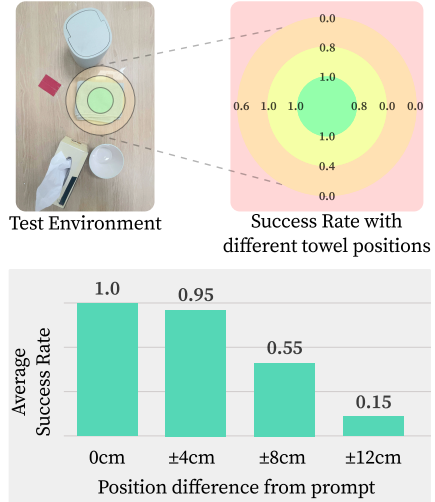 0.0
0.8
1.0
0.6 1.0 1.0 0.8 0.0 0.0
1.0
0.4
0.0
Test Environment
Success Rate with
different towel positions
Average
Success Rate
1.0
0.95
0.55
0.15
0cm ±4cm ±8cm ±12cm
Position difference from prompt